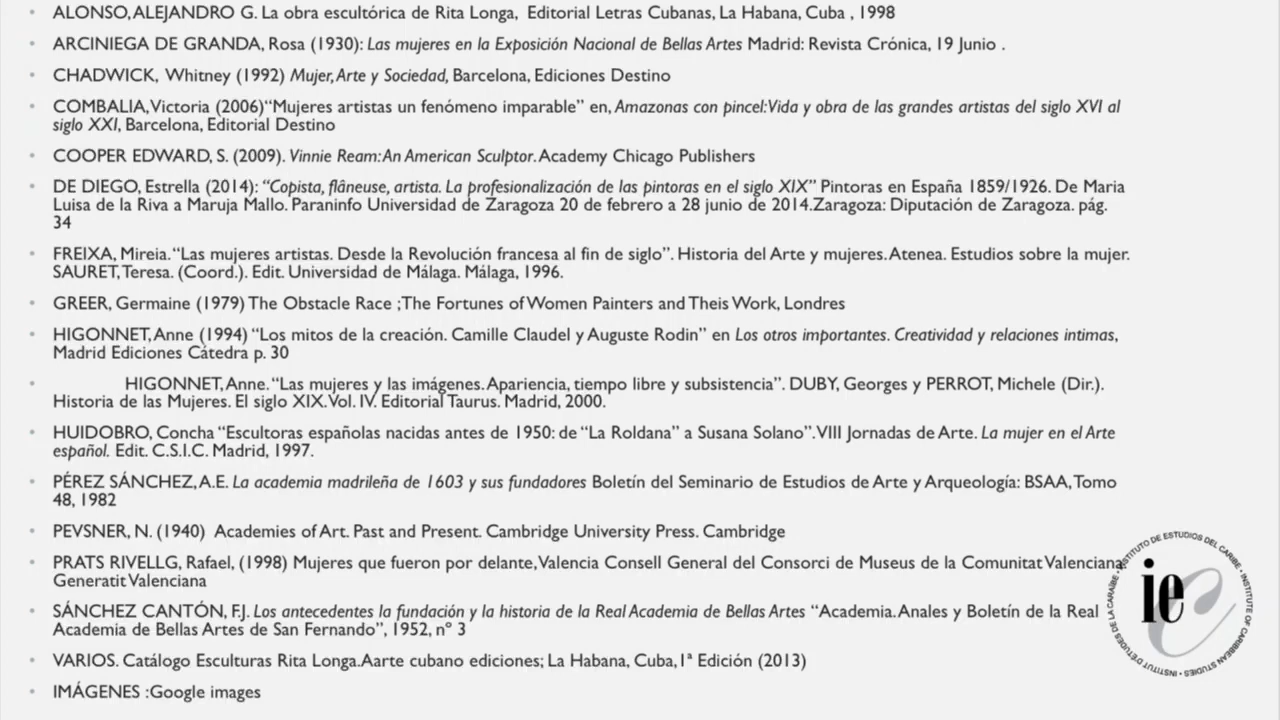 • ALONSO, ALEJANDRO G. La obra escultórica de Rita Longa, Editorial Letras Cubanas, La Habana, Cuba , 1998
• ARCINIEGA DE GRANDA, Rosa (1930): Las mujeres en la Exposición Nacional de Bellas Artes Madrid: Revista Crónica, 19 Junio .
• CHADWICK, Whitney (1992) Mujer, Arte y Sociedad, Barcelona, Ediciones Destino
• COMBALIA, Victoria (2006)“Mujeres artistas un fenómeno imparable” en, Amazonas con pincel: Vida y obra de las grandes artistas del siglo XVI al
siglo XXI, Barcelona, Editorial Destino
• COOPER EDWARD, S. (2009). Vinnie Ream: An American Sculptor. Academy Chicago Publishers
• DE DIEGO, Estrella (2014): “Copista, flâneuse, artista. La profesionalización de las pintoras en el siglo XIX” Pintoras en España 1859/1926. De Maria
Luisa de la Riva a Maruja Mallo. Paraninfo Universidad de Zaragoza 20 de febrero a 28 junio de 2014.Zaragoza: Diputación de Zaragoza. pág.
34
• FREIXA, Mireia. “Las mujeres artistas. Desde la Revolución francesa al fin de siglo”. Historia del Arte y mujeres. Atenea. Estudios sobre la mujer.
SAURET, Teresa. (Coord.). Edit. Universidad de Málaga. Málaga, 1996.
• GREER, Germaine (1979) The Obstacle Race ;The Fortunes of Women Painters and Theis Work, Londres
• HIGONNET, Anne (1994) “Los mitos de la creación. Camille Claudel y Auguste Rodin” en Los otros importantes. Creatividad y relaciones intimas,
Madrid Ediciones Cátedra p. 30
• HIGONNET, Anne. “Las mujeres y las imágenes. Apariencia, tiempo libre y subsistencia”. DUBY, Georges y PERROT, Michele (Dir.).
Historia de las Mujeres. El siglo XIX. Vol. IV. Editorial Taurus. Madrid, 2000.
• HUIDOBRO, Concha “Escultoras españolas nacidas antes de 1950: de “La Roldana” a Susana Solano”. VIII Jornadas de Arte. La mujer en el Arte
español. Edit. C.S.I.C. Madrid, 1997.
• PÉREZ SÁNCHEZ, A.E. La academia madrileña de 1603 y sus fundadores Boletín del Seminario de Estudios de Arte y Arqueología: BSAA, Tomo
48, 1982
• PEVSNER, N. (1940) Academies of Art. Past and Present. Cambridge University Press. Cambridge
• PRATS RIVELLG, Rafael, (1998) Mujeres que fueron por delante, Valencia Consell General del Consorci de Museus de la Comunitat Valenciana
Generatit Valenciana
• SÁNCHEZ CANTÓN, F.J. Los antecedentes la fundación y la historia de la Real Academia de Bellas Artes “Academia. Anales y Boletín de la Real
Academia de Bellas Artes de San Fernando”, 1952, nº 3
• VARIOS. Catálogo Esculturas Rita Longa. Aarte cubano ediciones; La Habana, Cuba, 1ª Edición (2013)
• IMÁGENES :Google images
INSTITUTO DE ESTUDIOS DEL CARIBE • INSTITUTE OF CARIBBEAN STUDIES • INSTITUT D'ETUDES DE LA CARAÏBE •
iec